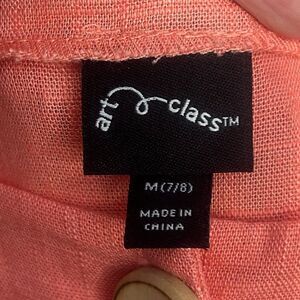 art class™
M (7/8)
MADE IN
CHINA